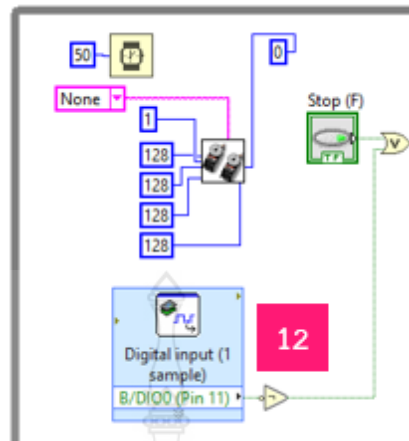 50
0
None
1
Stop (F)
128
TF
V
128
128
128
Digital input (1
sample)
12
B/DIO0 (Pin 11)